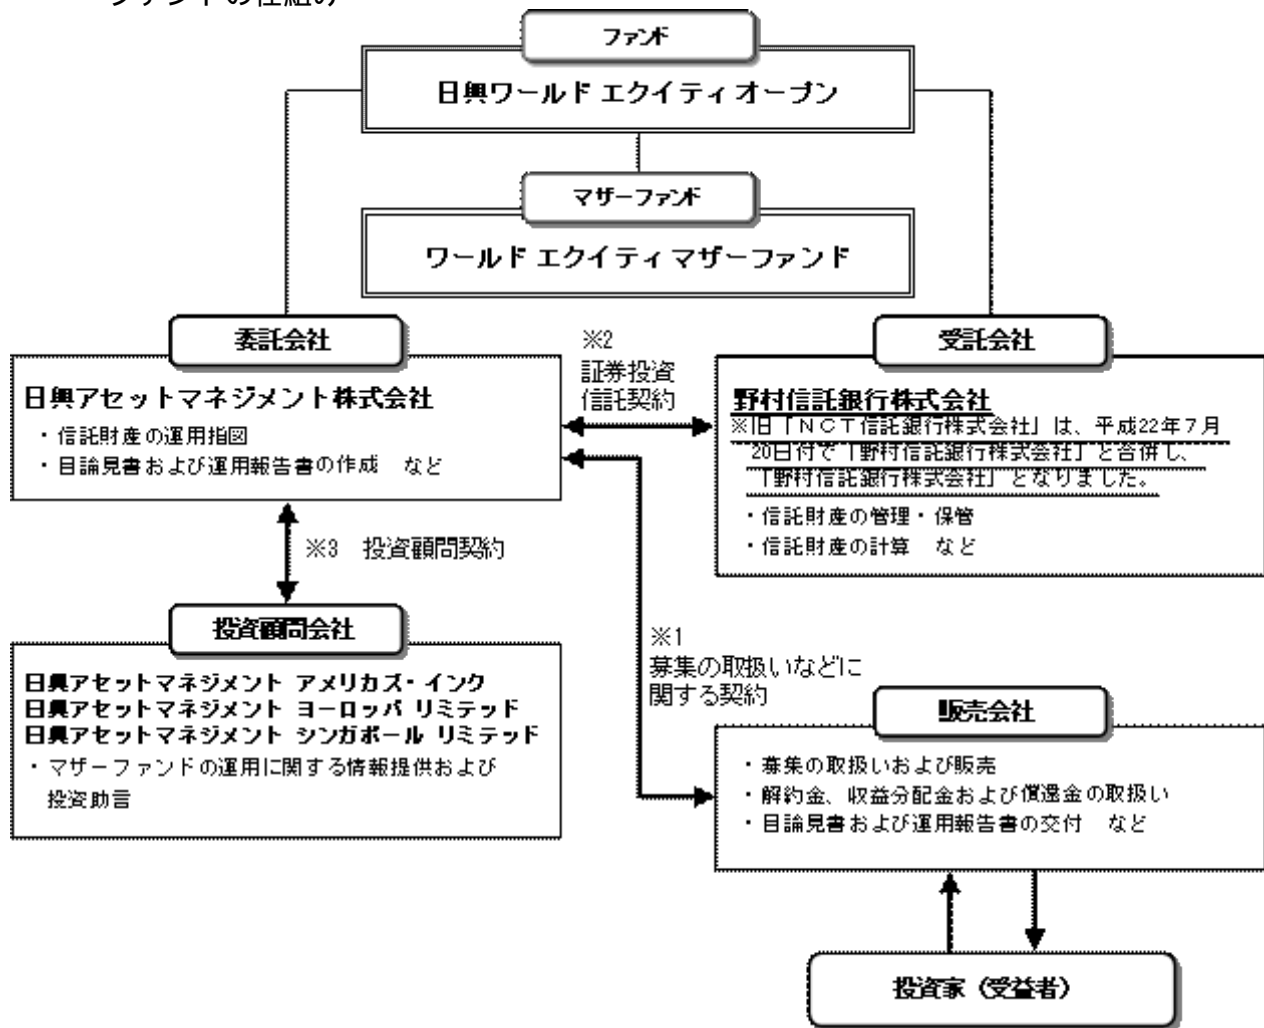 ファンドの仕組み
ファンド
日興ワールド エクイティ オープン
マザーファンド
ワールド エクイティ マザーファンド
委託会社
日興アセットマネジメント株式会社
・信託財産の運用指図
・目論見書および運用報告書の作成 など
※2
証券投資
信託契約
受託会社
野村信託銀行株式会社
※旧「NCT信託銀行株式会社」は、平成22年7月
20日付で「野村信託銀行株式会社」と合併し、
「野村信託銀行株式会社」となりました。
・信託財産の管理・保管
・信託財産の計算 など
※3 投資顧問契約
投資顧問会社
日興アセットマネジメント アメリカズ・インク
日興アセットマネジメント ヨーロッパ リミテッド
日興アセットマネジメント シンガポール リミテッド
・マザーファンドの運用に関する情報提供および
投資助言
※1
募集の取扱いなどに
関する契約
販売会社
・募集の取扱いおよび販売
・解約金、収益分配金および償還金の取扱い
・目論見書および運用報告書の交付 など
投資家（受益者）